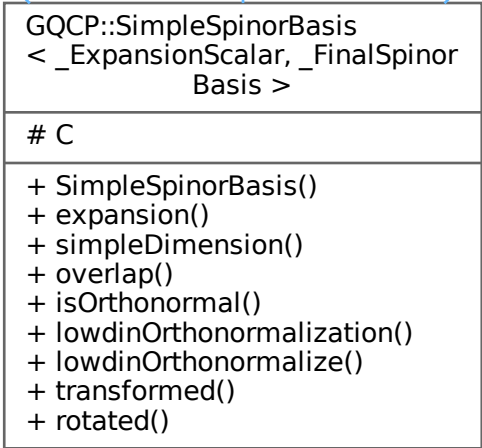 GQCP::SimpleSpinorBasis
< _ExpansionScalar, _FinalSpinor
Basis >
# C
+ SimpleSpinorBasis()
+ expansion()
+ simpleDimension()
+ overlap()
+ isOrthonormal()
+ lowdinOrthonormalization()
+ lowdinOrthonormalize()
+ transformed()
+ rotated()